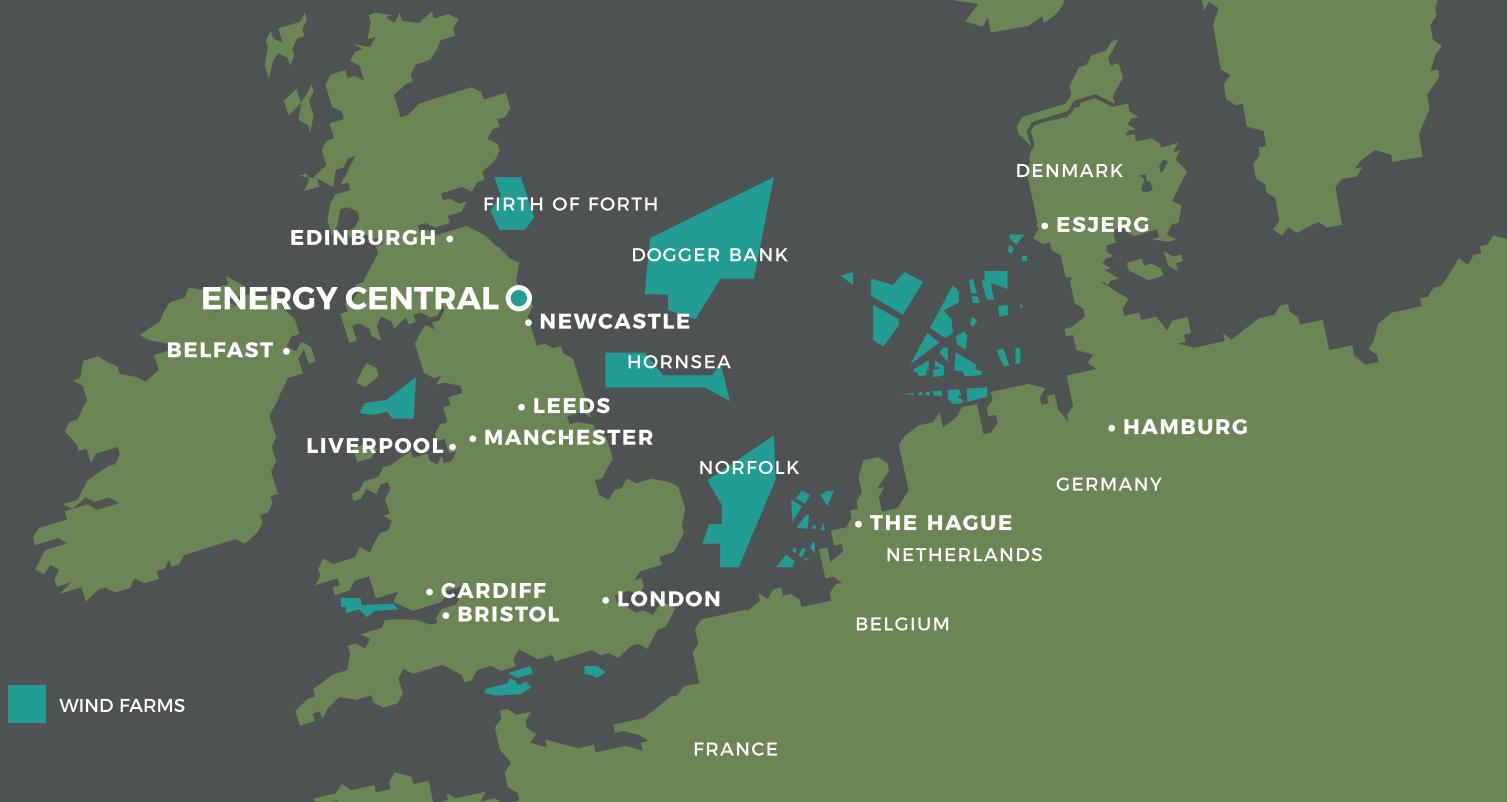 DENMARK
FIRTH OF FORTH
ESJERG
EDINBURGH
DOGGER BANK
ENERGY CENTRAL
NEWCASTLE
BELFAST
HORNSEA
LEEDS
HAMBURG
MANCHESTER
LIVERPOOL
NORFOLK
GERMANY
THE HAGUE
NETHERLANDS
CARDIFF
LONDON
BRISTOL
BELGIUM
WIND FARMS
FRANCE